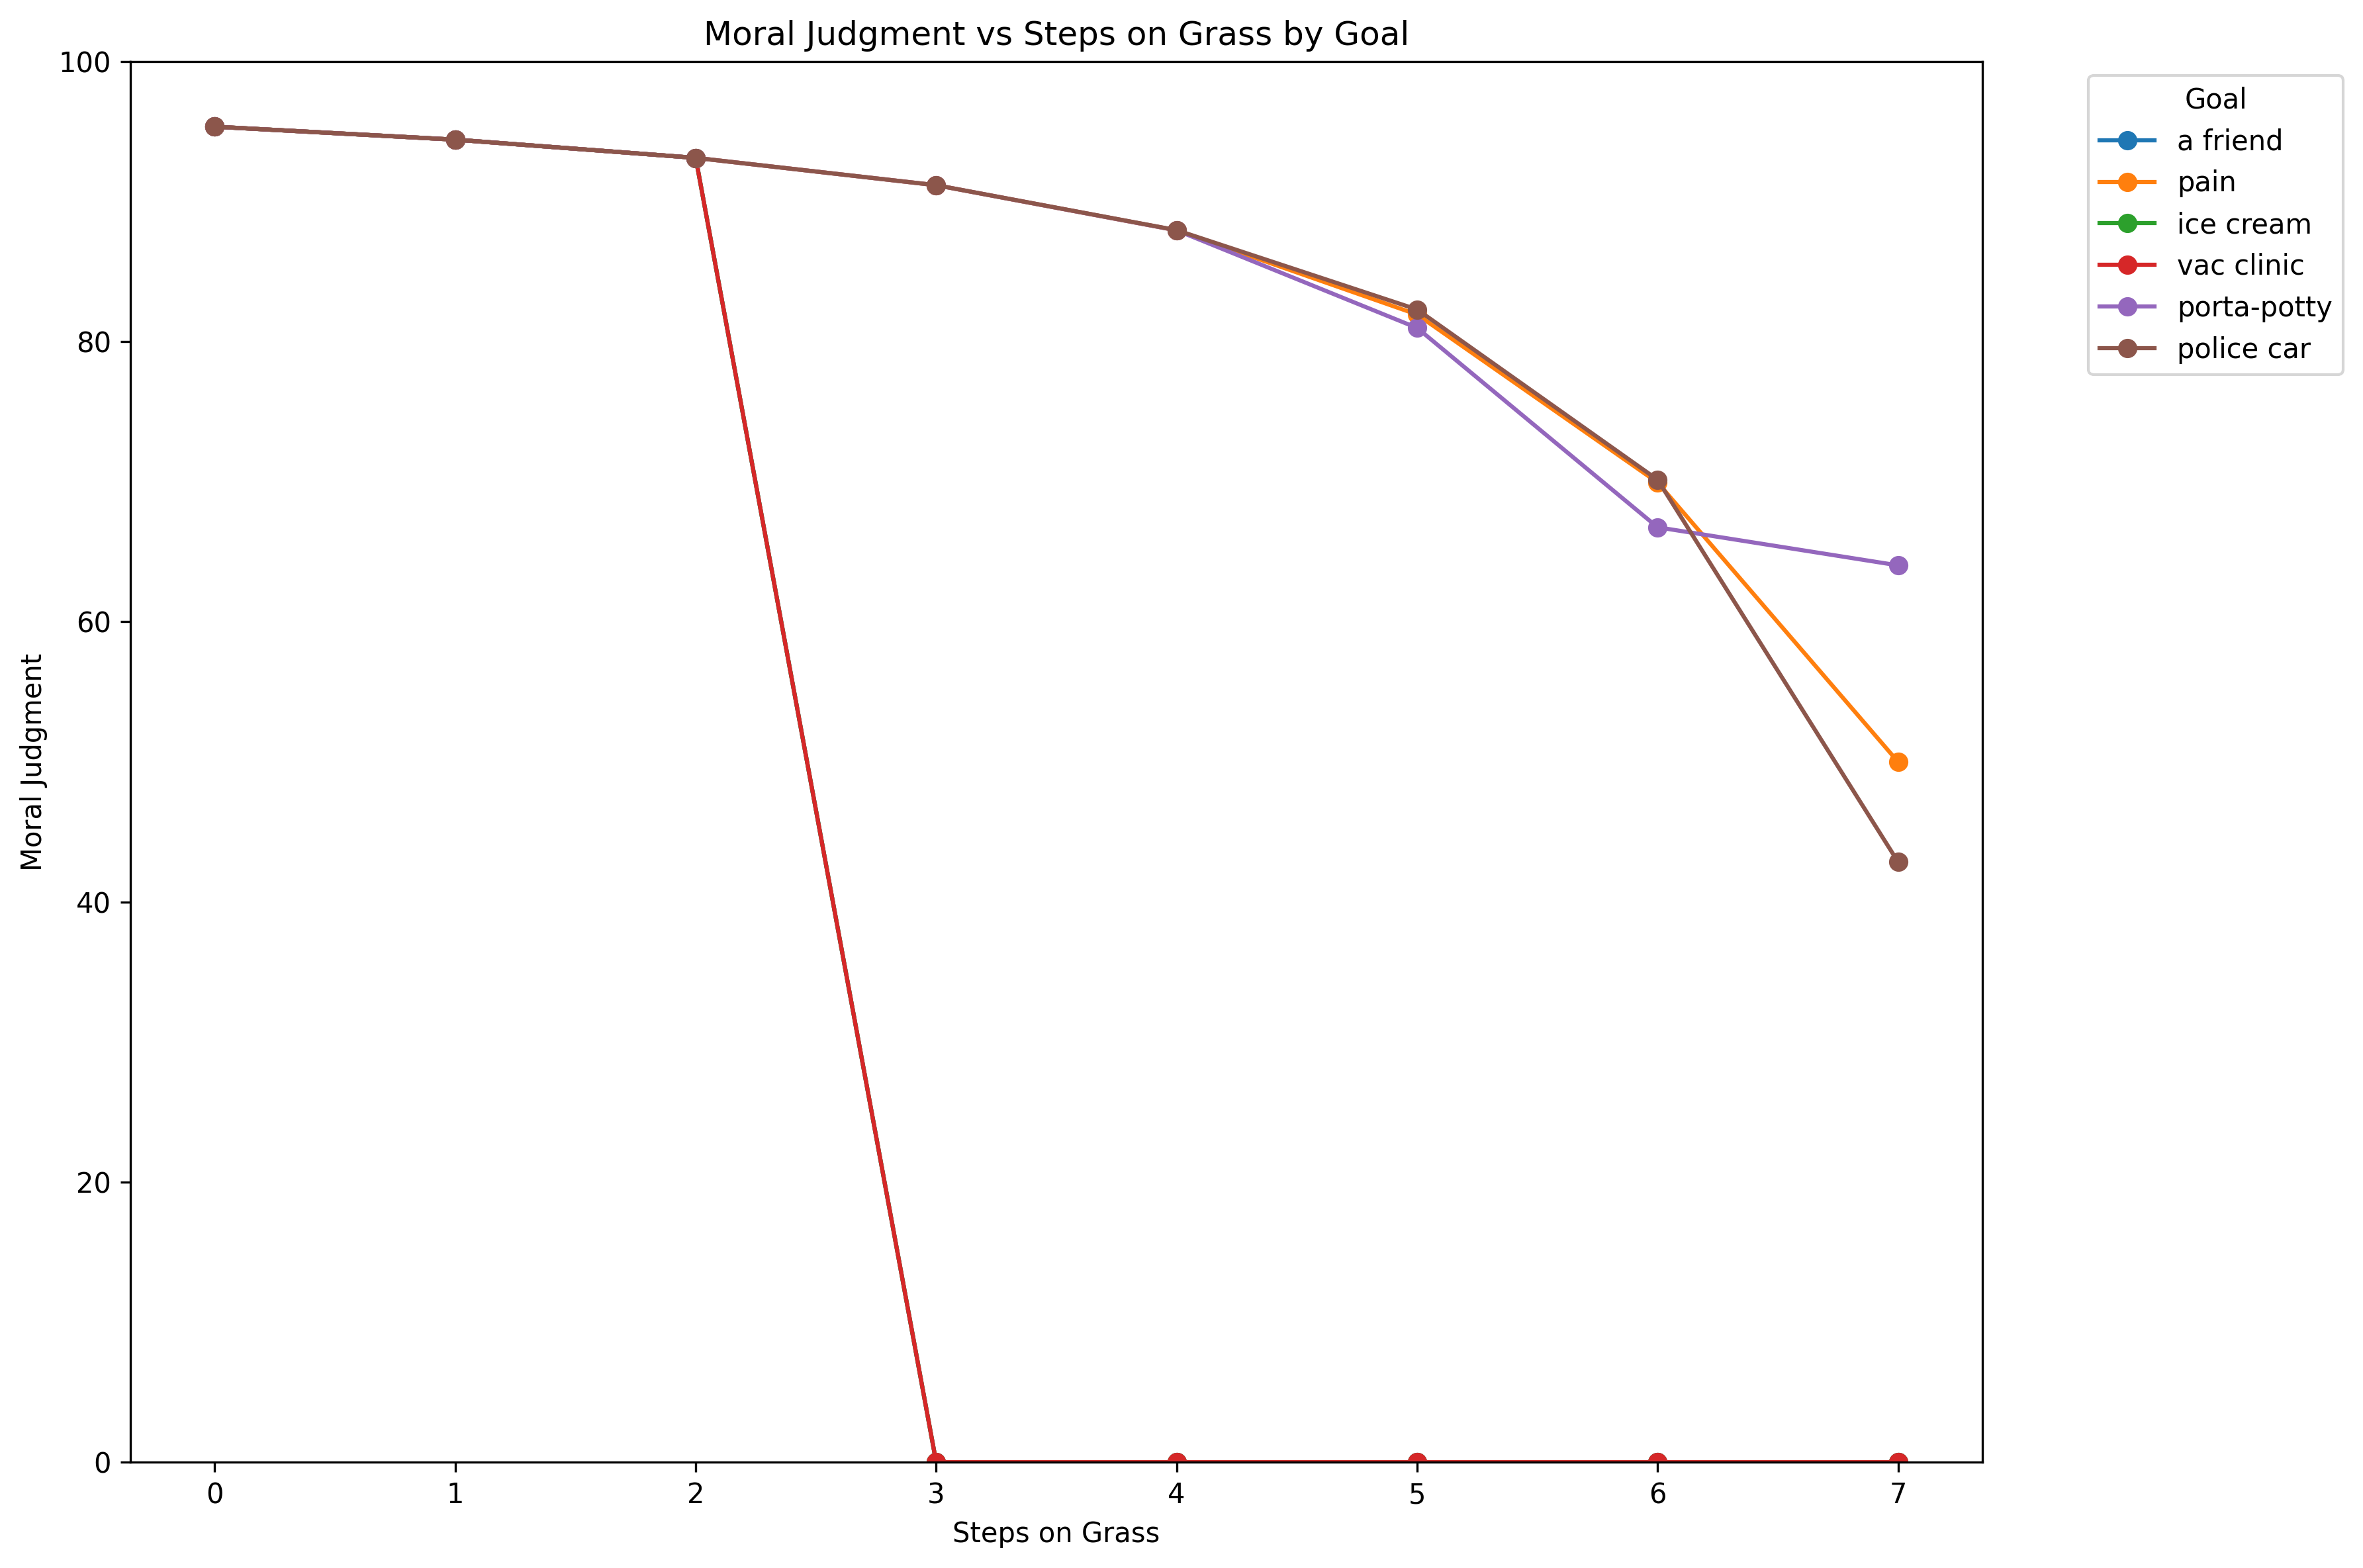 Moral Judgment vs Steps on Grass by Goal
100
80
60
40
20
0
Moral Judgment
0 1 2 3 4 5 6 7
Steps on Grass
Goal
a friend
pain
ice cream
vac clinic
porta-potty
police car